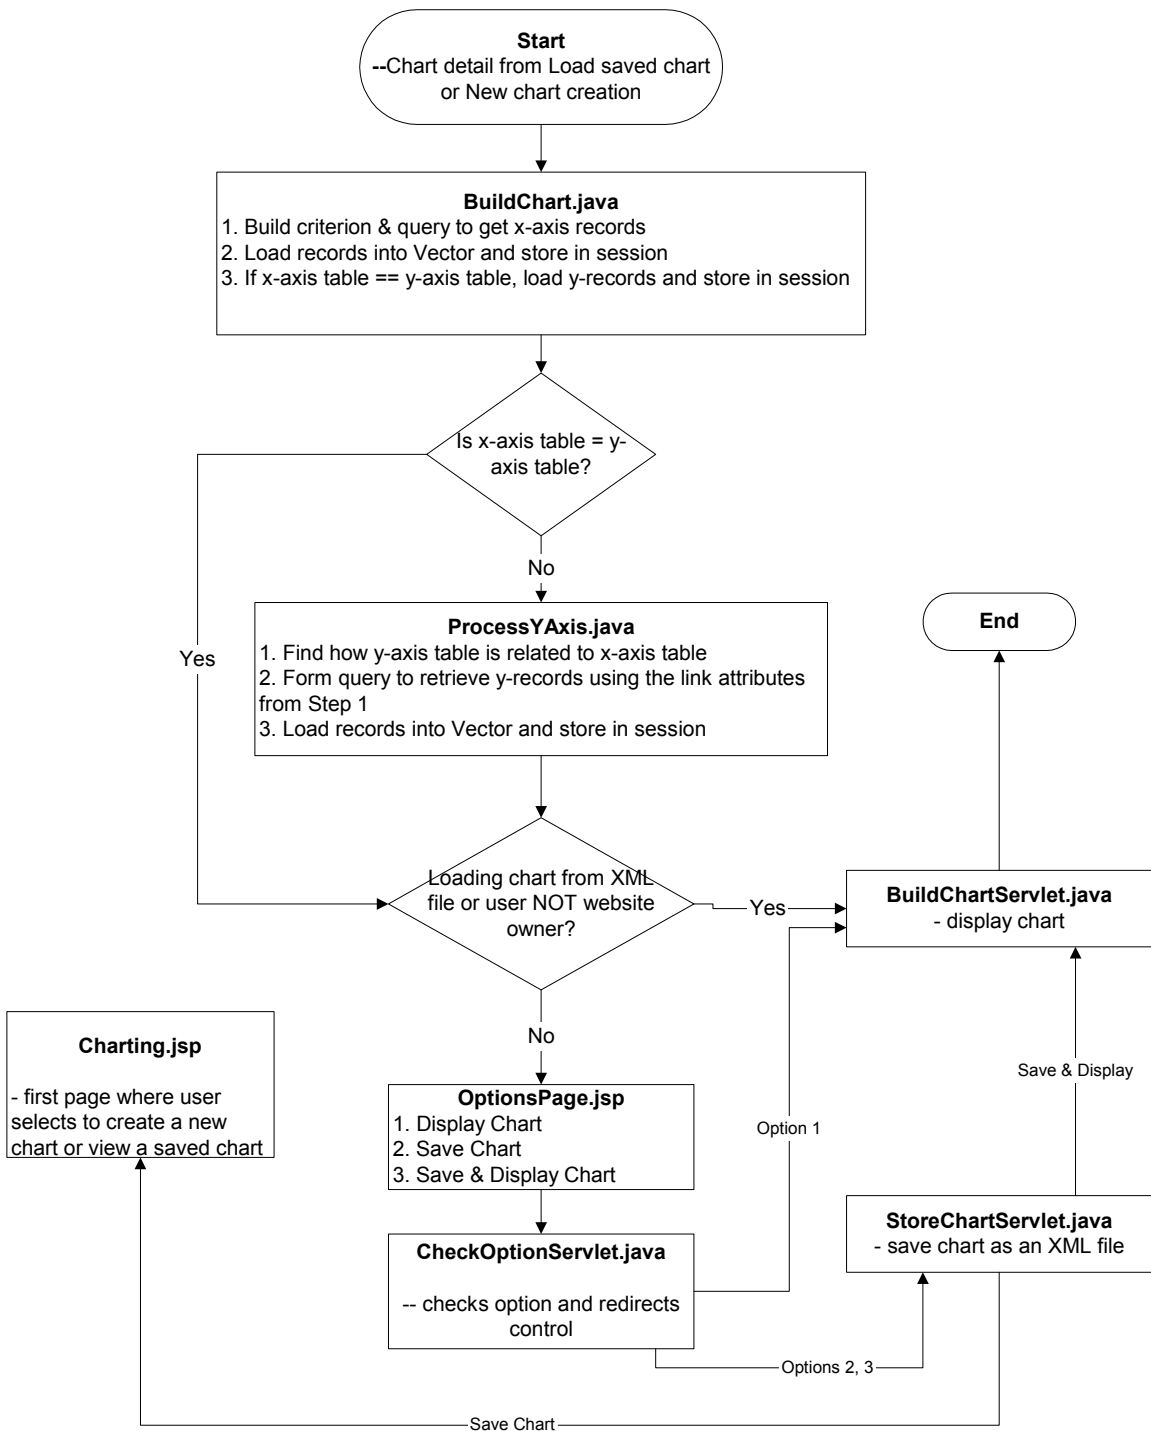 Start
--Chart detail from Load saved chart
or New chart creation
BuildChart.java
1. Build criterion & query to get x-axis records
2. Load records into Vector and store in session
3. If x-axis table == y-axis table, load y-records and store in session
Is x-axis table = y-
axis table?
No
Yes
ProcessYAxis.java
1. Find how y-axis table is related to x-axis table
2. Form query to retrieve y-records using the link attributes
from Step 1
3. Load records into Vector and store in session
End
Loading chart from XML
file or user NOT website
owner?
Yes
BuildChartServlet.java
- display chart
No
Charting.jsp
- first page where user
selects to create a new
chart or view a saved chart
OptionsPage.jsp
1. Display Chart
2. Save Chart
3. Save & Display Chart
Option 1
Save & Display
CheckOptionServlet.java
-- checks option and redirects
control
StoreChartServlet.java
- save chart as an XML file
Options 2, 3
Save Chart